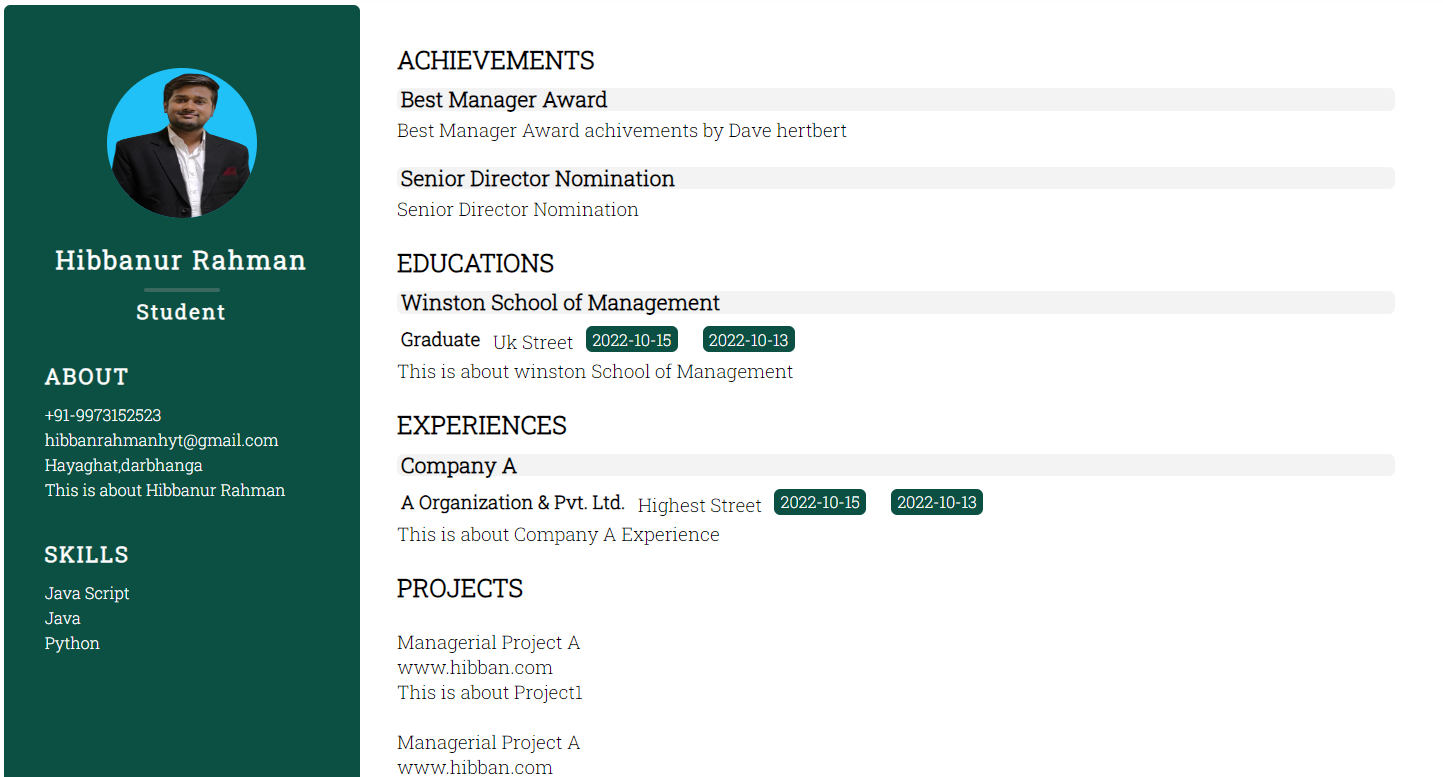 Hibbanur Rahman
Student
ABOUT
+91-9973152523
hibbanrahmanhyt@gmail.com
Hayaghat,darbhanga
This is about Hibbanur Rahman
SKILLS
Java Script
Java
Python
ACHIEVEMENTS
Best Manager Award
Best Manager Award achivements by Dave hertbert
Senior Director Nomination
Senior Director Nomination
EDUCATIONS
Winston School of Management
Graduate Uk Street 2022-10-15 2022-10-13
This is about winston School of Management
EXPERIENCES
Company A
A Organization & Pvt. Ltd. Highest Street 2022-10-15 2022-10-13
This is about Company A Experience
PROJECTS
Managerial Project A
www.hibban.com
This is about Project1
Managerial Project A
www.hibban.com